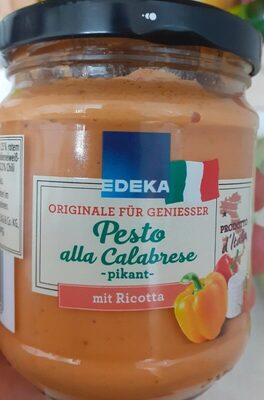 EDEKA
ORIGINALE FÜR GENIESSER
Pesto
alla Calabrese
-pikant-
mit Ricotta